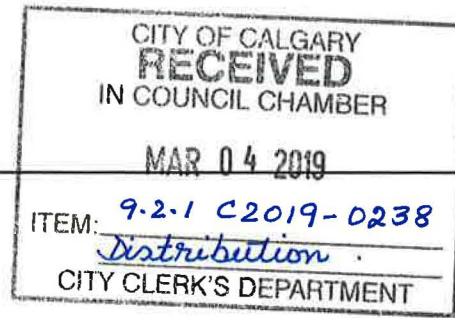 CITY OF CALGARY
RECEIVED
IN COUNCIL CHAMBER
MAR 04 2019
ITEM: 9.2.1 C2019-0238
Distribution.
CITY CLERK'S DEPARTMENT